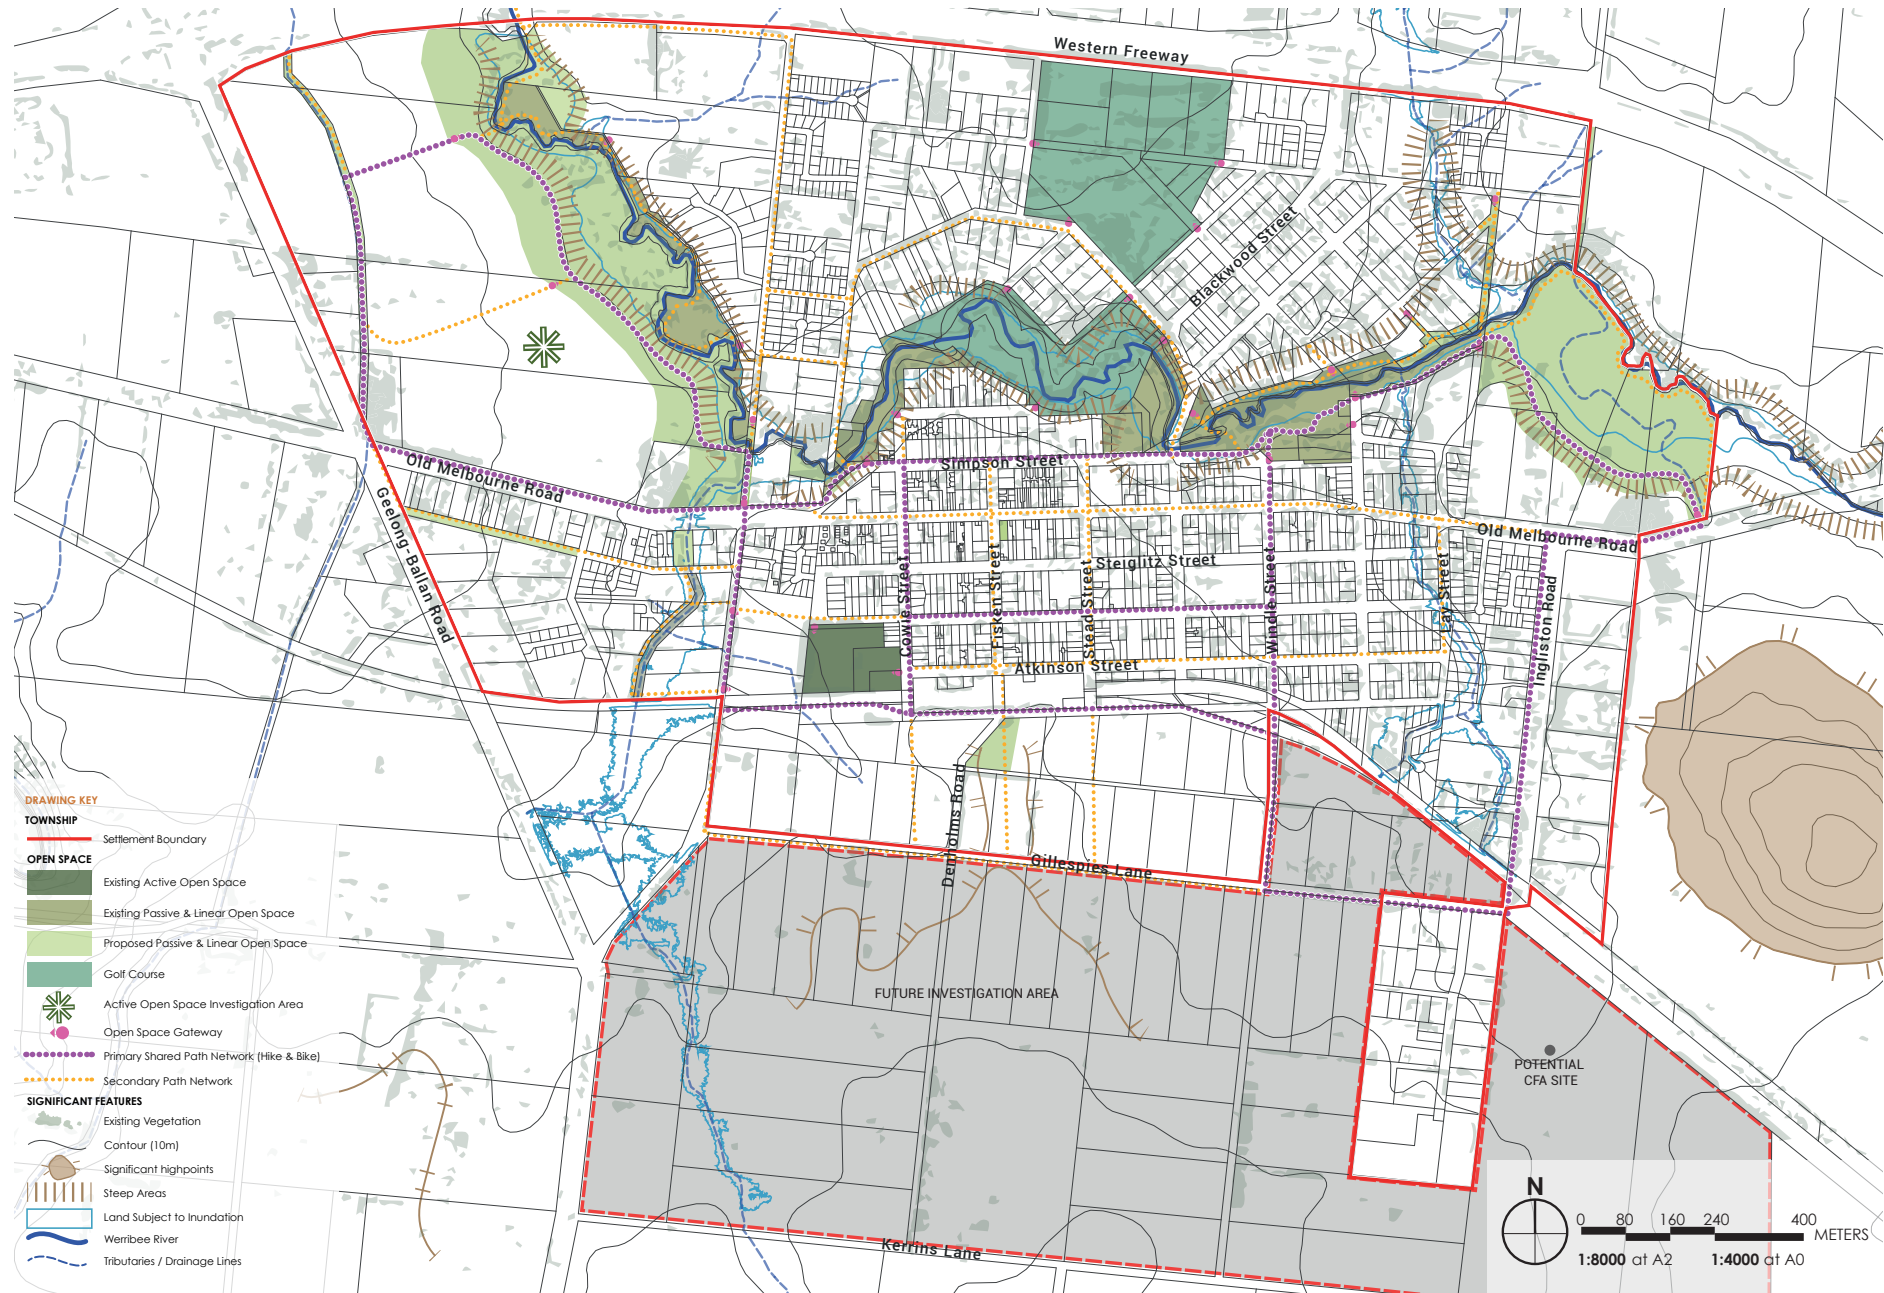 Western Freeway
Blackwood Street
Simpson Street
Old Melbourne Road
Geelong-Ballan Road
Old Melbourne Road
Steiglitz Street
Cowie Street
Fisken Street
Stead Street
Windle Street
Lay Street
Ingliston Road
Atkinson Street
Denholms Road
Gillespies Lane
FUTURE INVESTIGATION AREA
POTENTIAL
CFA SITE
Kerrins Lane
DRAWING KEY
TOWNSHIP
Settlement Boundary
OPEN SPACE
Existing Active Open Space
Existing Passive & Linear Open Space
Proposed Passive & Linear Open Space
Golf Course
Active Open Space Investigation Area
Open Space Gateway
Primary Shared Path Network (Hike & Bike)
Secondary Path Network
SIGNIFICANT FEATURES
Existing Vegetation
Contour (10m)
Significant highpoints
Steep Areas
Land Subject to Inundation
Werribee River
Tributaries / Drainage Lines
N
0 80 160 240 400
METERS
1:8000 at A2 1:4000 at A0